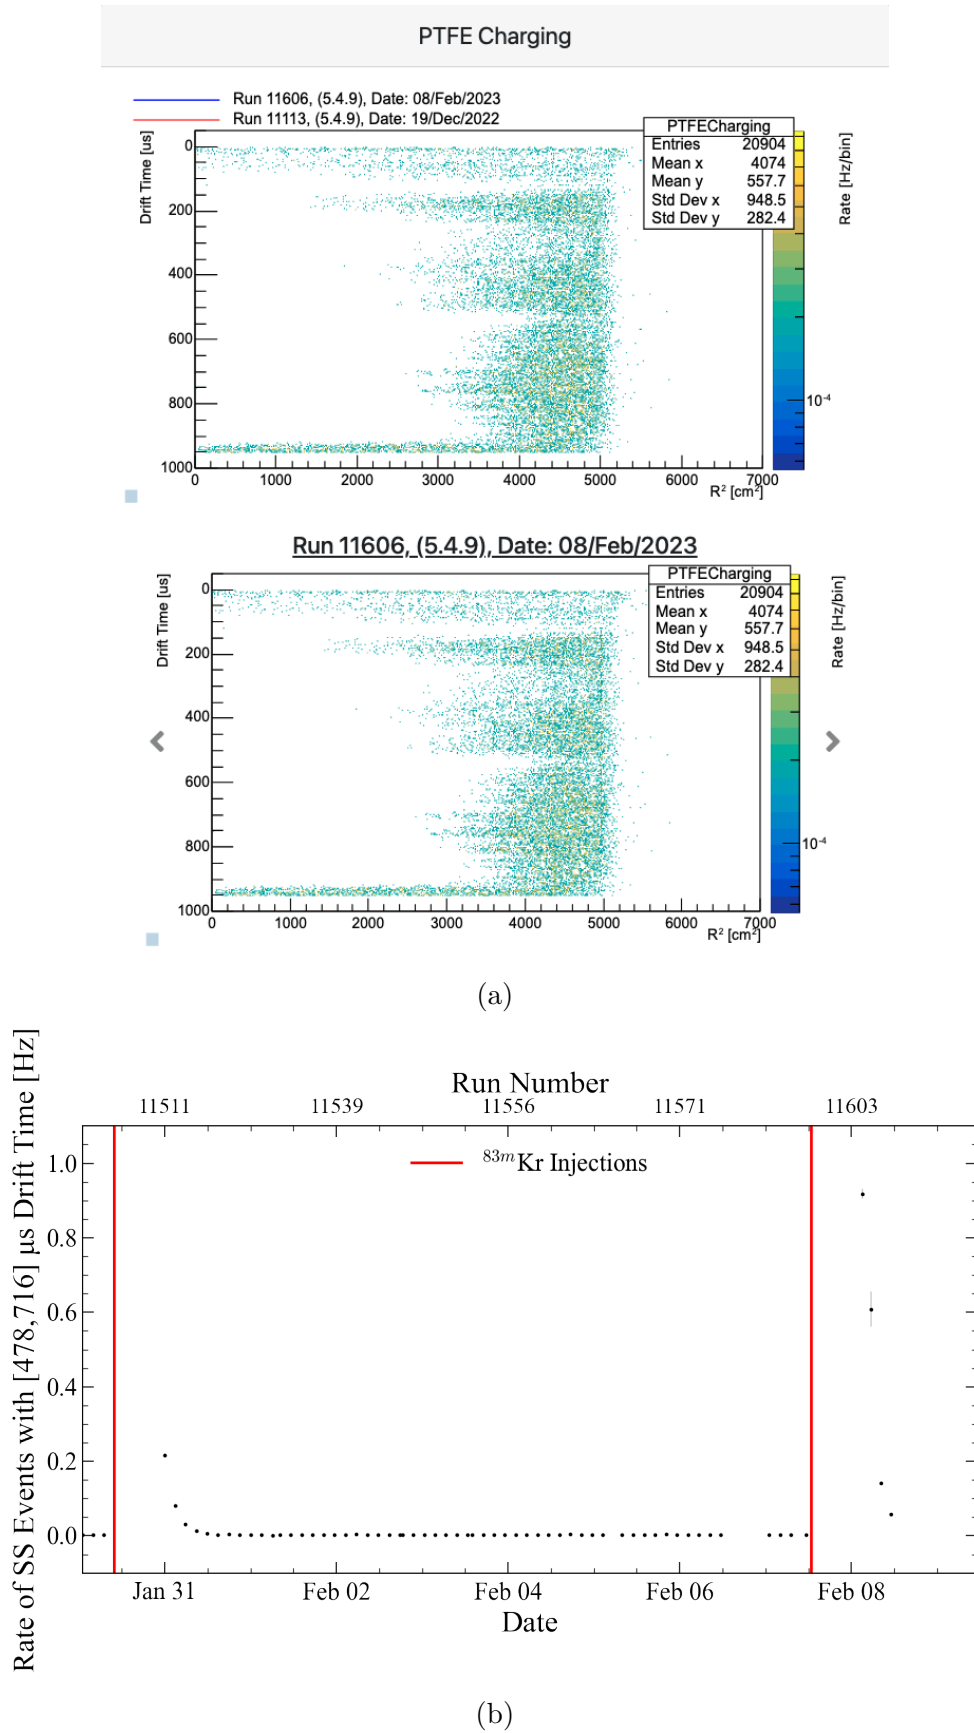 PTFE Charging
Run 11606, (5.4.9), Date: 08/Feb/2023
Run 11113, (5.4.9), Date: 19/Dec/2022
PTFECharging
Entries 20904
Mean x 4074
Mean y 557.7
Std Dev x 948.5
Std Dev y 282.4
Drift Time [us]
Rate [Hz/bin]
0
200
400
600
800
1000
10⁻⁴
0 1000 2000 3000 4000 5000 6000 7000
R² [cm²]
Run 11606, (5.4.9), Date: 08/Feb/2023
PTFECharging
Entries 20904
Mean x 4074
Mean y 557.7
Std Dev x 948.5
Std Dev y 282.4
Drift Time [us]
Rate [Hz/bin]
0
200
400
600
800
1000
10⁻⁴
0 1000 2000 3000 4000 5000 6000 7000
R² [cm²]
(a)
Run Number
11511 11539 11556 11571 11603
⁸³ᵐKr Injections
Rate of SS Events with [478,716] µs Drift Time [Hz]
1.0
0.8
0.6
0.4
0.2
0.0
Jan 31 Feb 02 Feb 04 Feb 06 Feb 08
Date
(b)